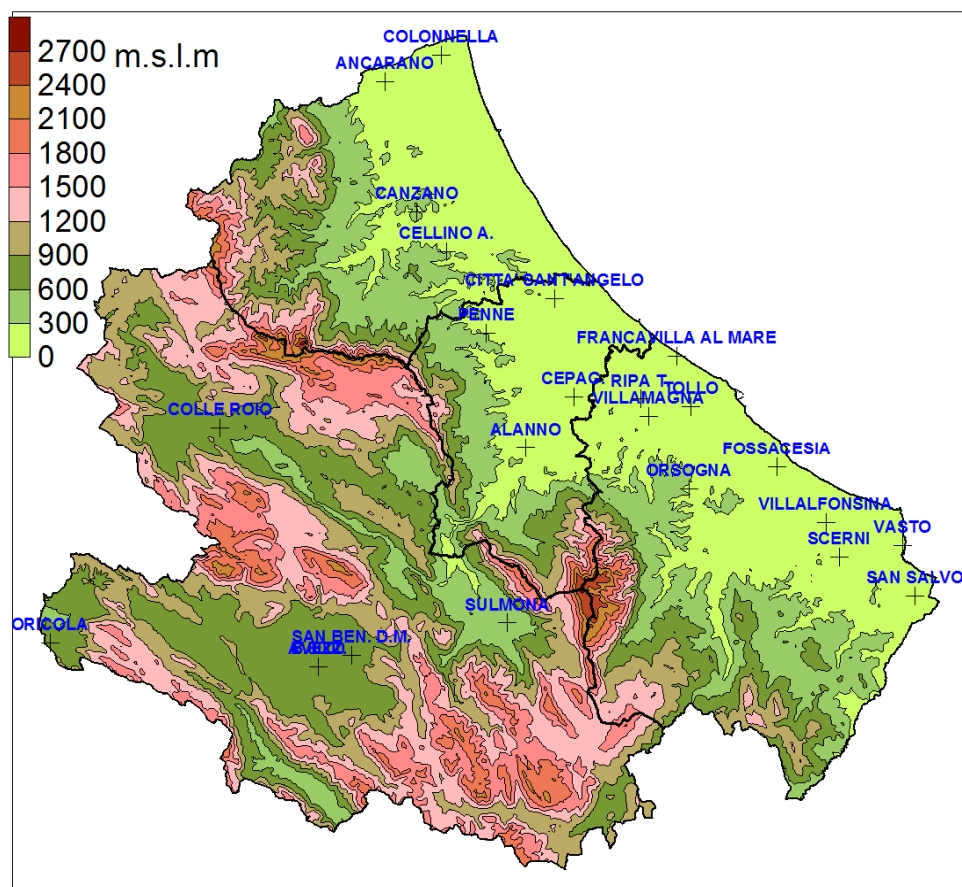 2700 m.s.l.m
2400
2100
1800
1500
1200
900
600
300
0
COLONNELLA
ANCARANO
CANZANO
CELLINO A.
CITTA' SANT'ANGELO
PENNE
FRANCAVILLA AL MARE
CEPAG.
RIPA T.
TOLLO
VILLAMAGNA
COLLE ROIO
ALANNO
FOSSACESIA
ORSOGNA
VILLALFONSINA
VASTO
SCERNI
SAN SALVO
SULMONA
ORICOLA
SAN BEN. D.M.